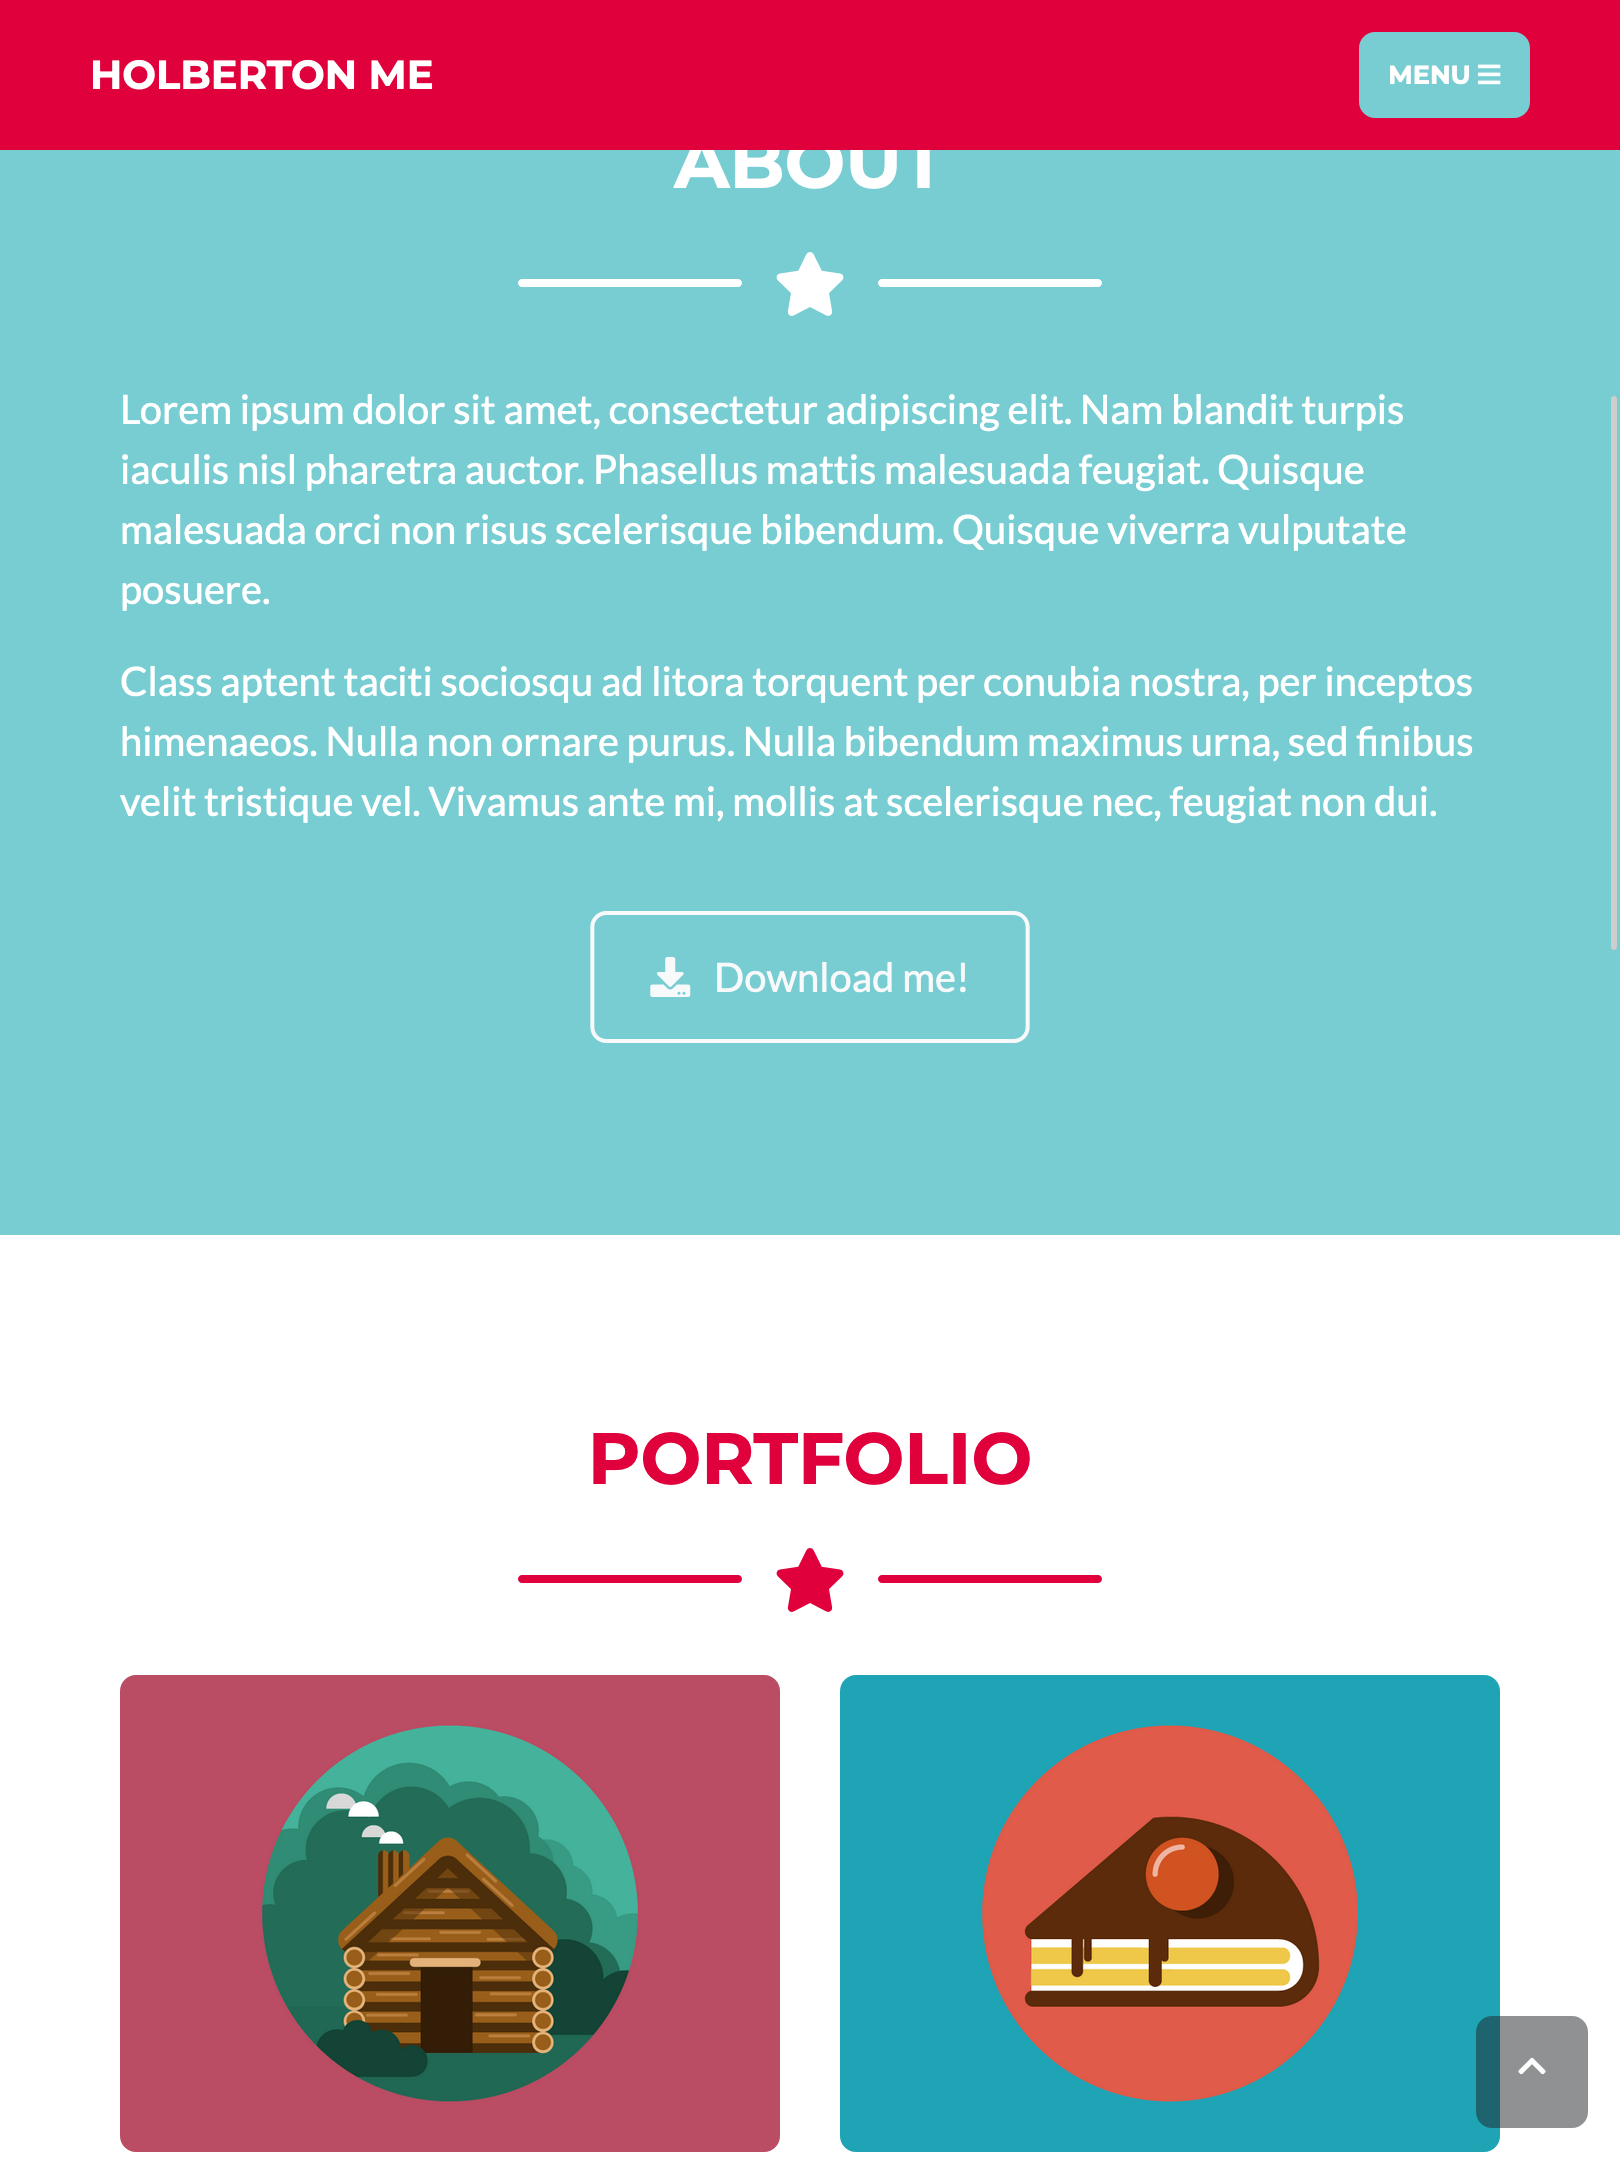 HOLBERTON ME
MENU
ABOUT
Lorem ipsum dolor sit amet, consectetur adipiscing elit. Nam blandit turpis
iaculis nisl pharetra auctor. Phasellus mattis malesuada feugiat. Quisque
malesuada orci non risus scelerisque bibendum. Quisque viverra vulputate
posuere.
Class aptent taciti sociosqu ad litora torquent per conubia nostra, per inceptos
himenaeos. Nulla non ornare purus. Nulla bibendum maximus urna, sed finibus
velit tristique vel. Vivamus ante mi, mollis at scelerisque nec, feugiat non dui.
Download me!
PORTFOLIO